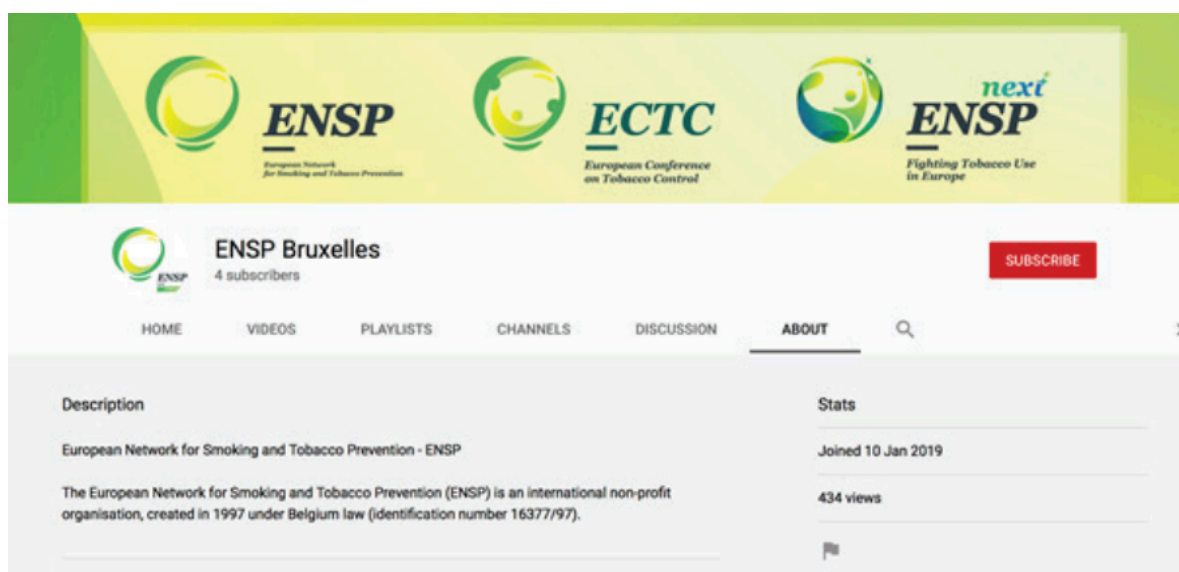 ENSP
European Network
for Smoking and Tobacco Prevention
ECTC
European Conference
on Tobacco Control
next
ENSP
Fighting Tobacco Use
in Europe
ENSP
ENSP Bruxelles
4 subscribers
SUBSCRIBE
HOME VIDEOS PLAYLISTS CHANNELS DISCUSSION ABOUT
Description
European Network for Smoking and Tobacco Prevention - ENSP
The European Network for Smoking and Tobacco Prevention (ENSP) is an international non-profit
organisation, created in 1997 under Belgium law (identification number 16377/97).
Stats
Joined 10 Jan 2019
434 views